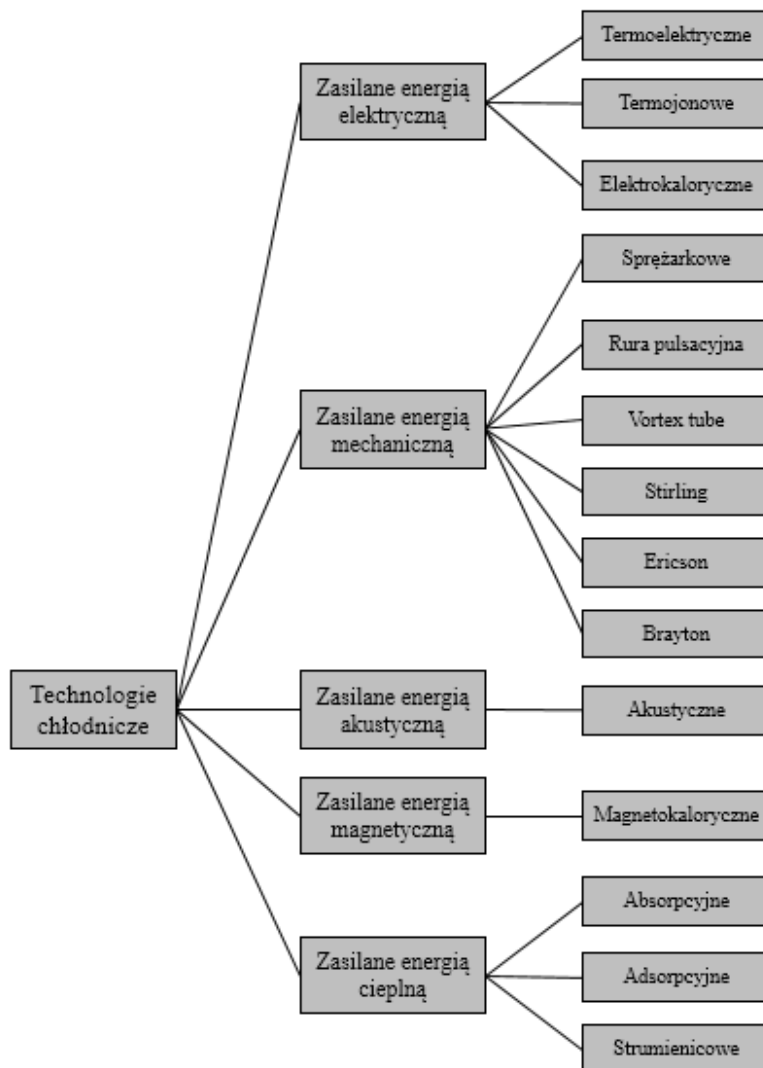 Technologie
chłodnicze
Zasilane energią
elektryczną
Termoelektryczne
Termojonowe
Elektrokaloryczne
Zasilane energią
mechaniczną
Sprężarkowe
Rura pulsacyjna
Vortex tube
Stirling
Ericson
Brayton
Zasilane energią
akustyczną
Akustyczne
Zasilane energią
magnetyczną
Magnetokaloryczne
Zasilane energią
cieplną
Absorpcyjne
Adsorpcyjne
Strumienicowe